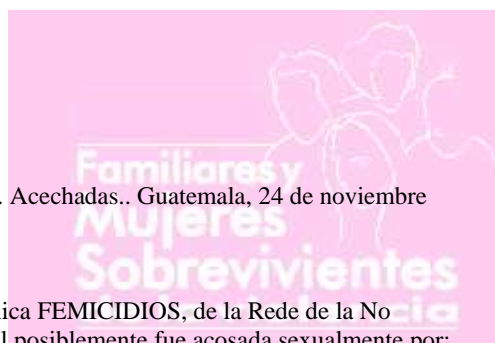 Familiares y
. Acechadas.. Guatemala, 24 de noviembre
Mujeres
Sobrevivientes
FEMICIDIOS, de la Rede de la No
posiblemente fue acosada sexualmente por: